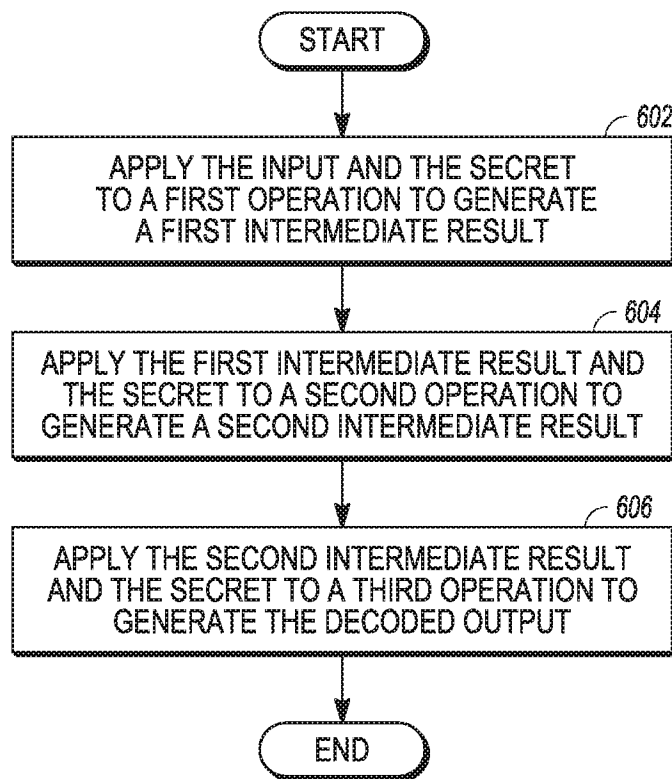 START
602
APPLY THE INPUT AND THE SECRET
TO A FIRST OPERATION TO GENERATE
A FIRST INTERMEDIATE RESULT
604
APPLY THE FIRST INTERMEDIATE RESULT AND
THE SECRET TO A SECOND OPERATION TO
GENERATE A SECOND INTERMEDIATE RESULT
606
APPLY THE SECOND INTERMEDIATE RESULT
AND THE SECRET TO A THIRD OPERATION TO
GENERATE THE DECODED OUTPUT
END